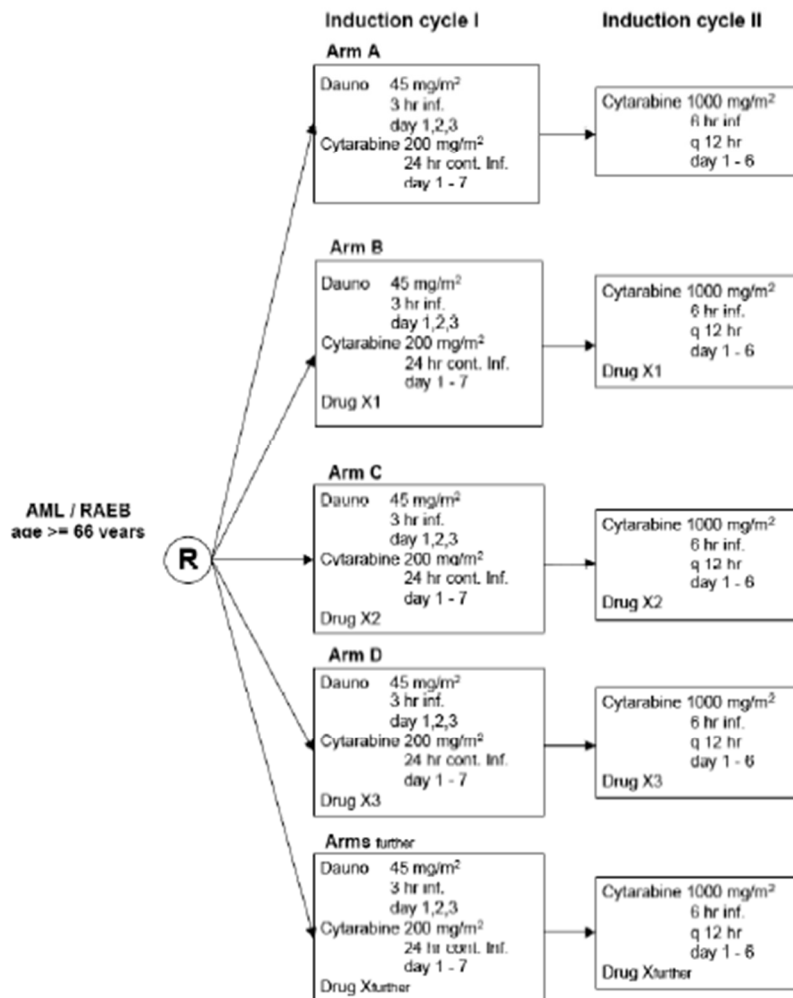 Induction cycle I
Induction cycle II
Arm A
Dauno 45 mg/m²
3 hr inf.
day 1,2,3
Cytarabine 200 mg/m²
24 hr cont. Inf.
day 1 - 7
Cytarabine 1000 mg/m²
6 hr inf
q 12 hr
day 1 - 6
Arm B
Dauno 45 mg/m²
3 hr inf.
day 1,2,3
Cytarabine 200 mg/m²
24 hr cont. Inf.
day 1 - 7
Drug X1
Cytarabine 1000 mg/m²
6 hr inf.
q 12 hr
day 1 - 6
Drug X1
AML / RAEB
age >= 66 years
R
Arm C
Dauno 45 mg/m²
3 hr inf.
day 1,2,3
Cytarabine 200 mg/m²
24 hr cont. Inf.
day 1 - 7
Drug X2
Cytarabine 1000 mg/m²
6 hr inf.
q 12 hr
day 1 - 6
Drug X2
Arm D
Dauno 45 mg/m²
3 hr inf.
day 1,2,3
Cytarabine 200 mg/m²
24 hr cont. Inf.
day 1 - 7
Drug X3
Cytarabine 1000 mg/m²
6 hr inf.
q 12 hr
day 1 - 6
Drug X3
Arms further
Dauno 45 mg/m²
3 hr inf.
day 1,2,3
Cytarabine 200 mg/m²
24 hr cont. Inf.
day 1 - 7
Drug Xfurther
Cytarabine 1000 mg/m²
6 hr inf.
q 12 hr
day 1 - 6
Drug Xfurther